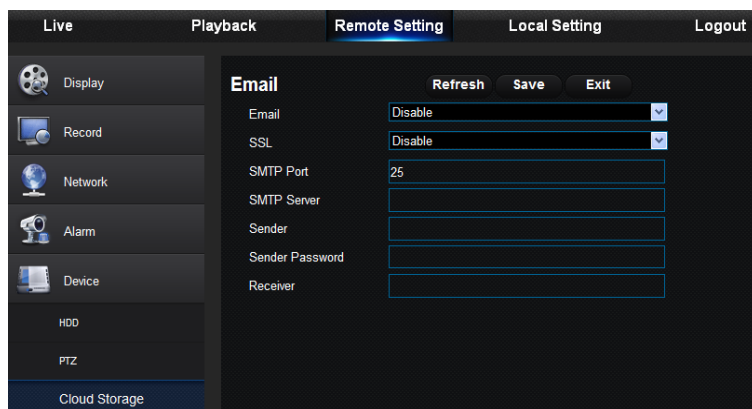 Live Playback Remote Setting Local Setting Logout
Display
Record
Network
Alarm
Device
HDD
PTZ
Cloud Storage
Email Refresh Save Exit
Email Disable
SSL Disable
SMTP Port 25
SMTP Server
Sender
Sender Password
Receiver